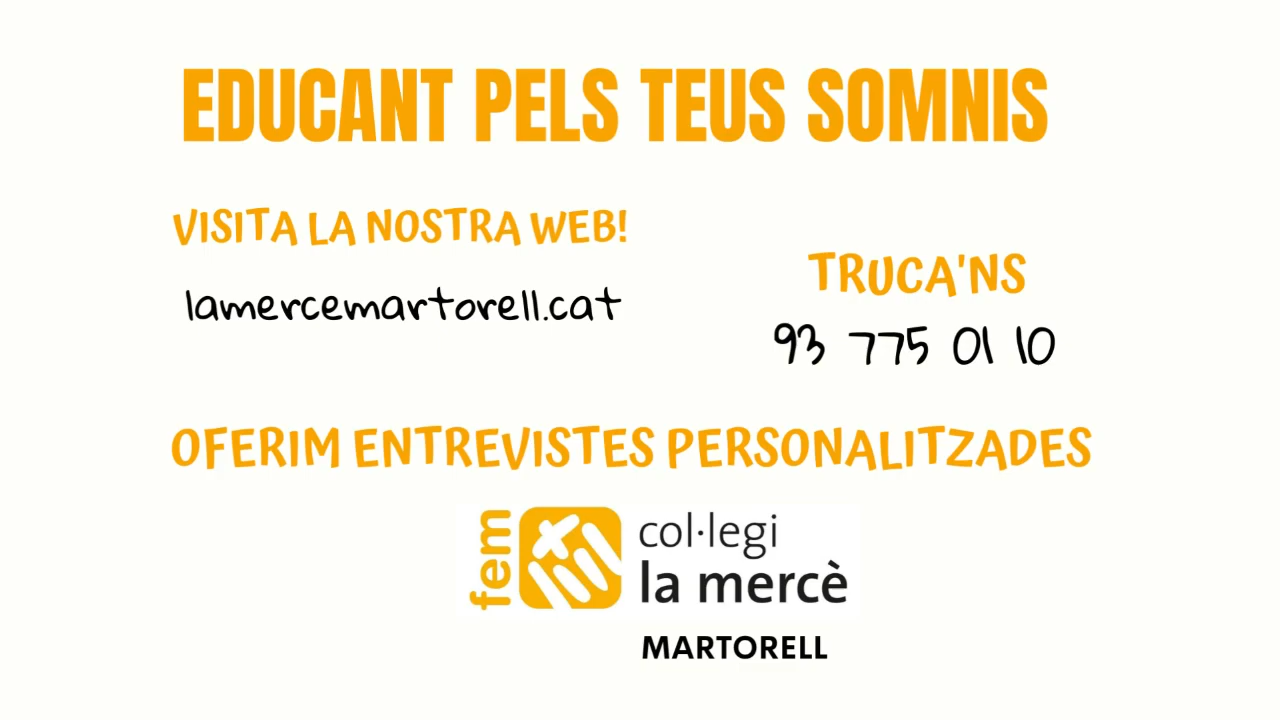 EDUCANT PELS TEUS SOMNIS
VISITA LA NOSTRA WEB!
lamercemartorell.cat
TRUCA'NS
93 775 01 10
OFERIM ENTREVISTES PERSONALITZADES
fem
col·legi
la mercè
MARTORELL